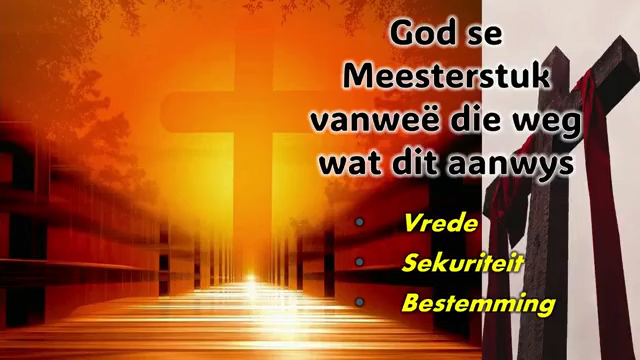 God se
Meesterstuk
vanweë die weg
wat dit aanwys
• Vrede
• Sekuriteit
• Bestemming